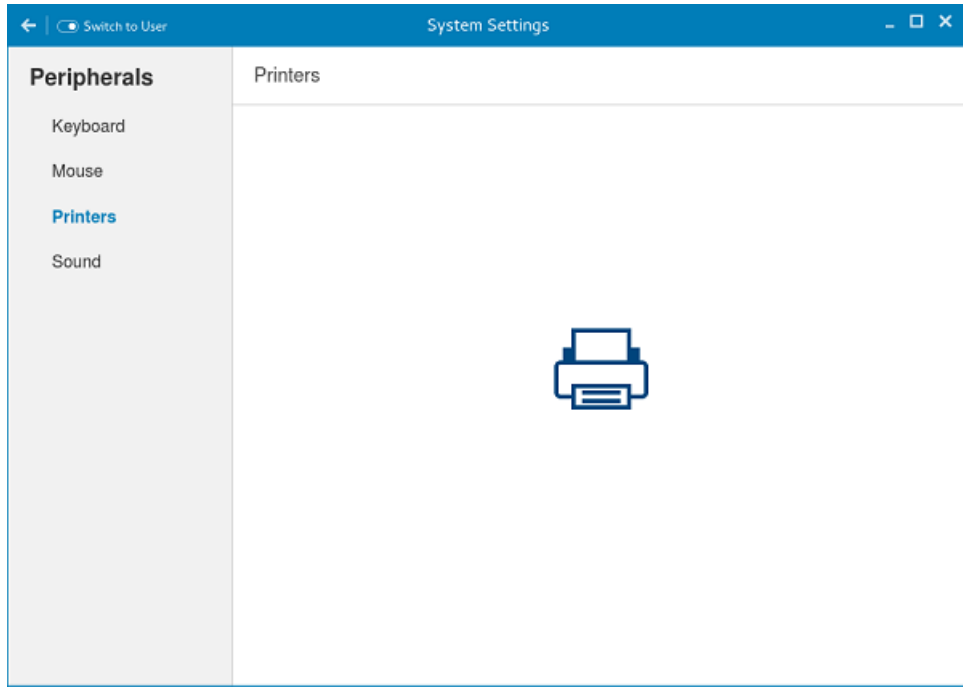 Switch to User
System Settings
Peripherals
Keyboard
Mouse
Printers
Sound
Printers